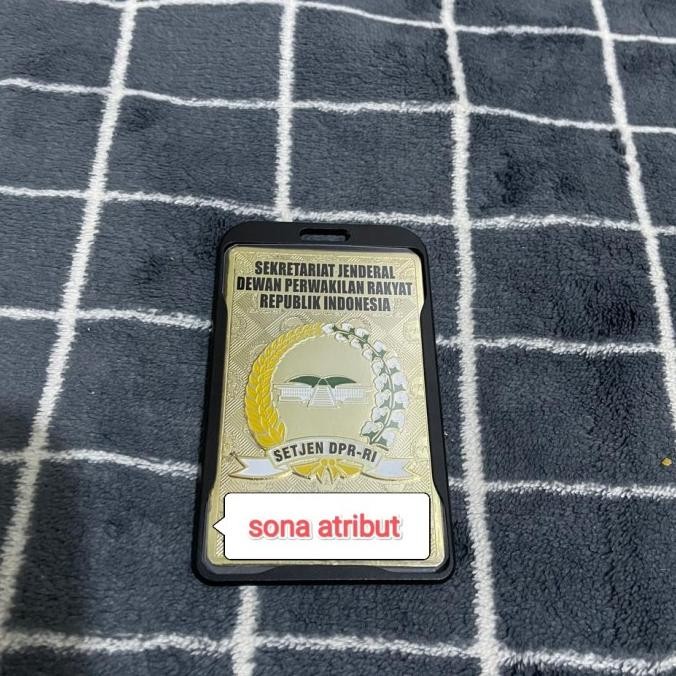 SEKRETARIAT JENDERAL
DEWAN PERWAKILAN RAKYAT
REPUBLIK INDONESIA
SETJEN DPR-RI
sona atribut